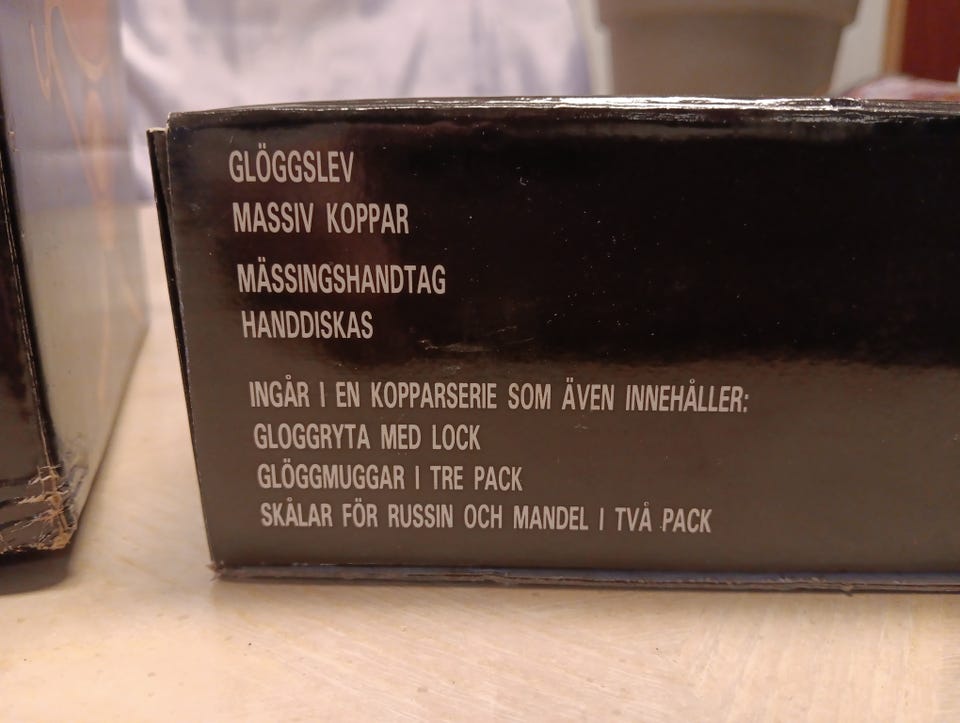 GLÖGGSLEV
MASSIV KOPPAR
MÄSSINGSHANDTAG
HANDDISKAS
INGÅR I EN KOPPARSERIE SOM ÄVEN INNEHÅLLER:
GLOGGRYTA MED LOCK
GLÖGGMUGGAR I TRE PACK
SKÅLAR FÖR RUSSIN OCH MANDEL I TVÅ PACK